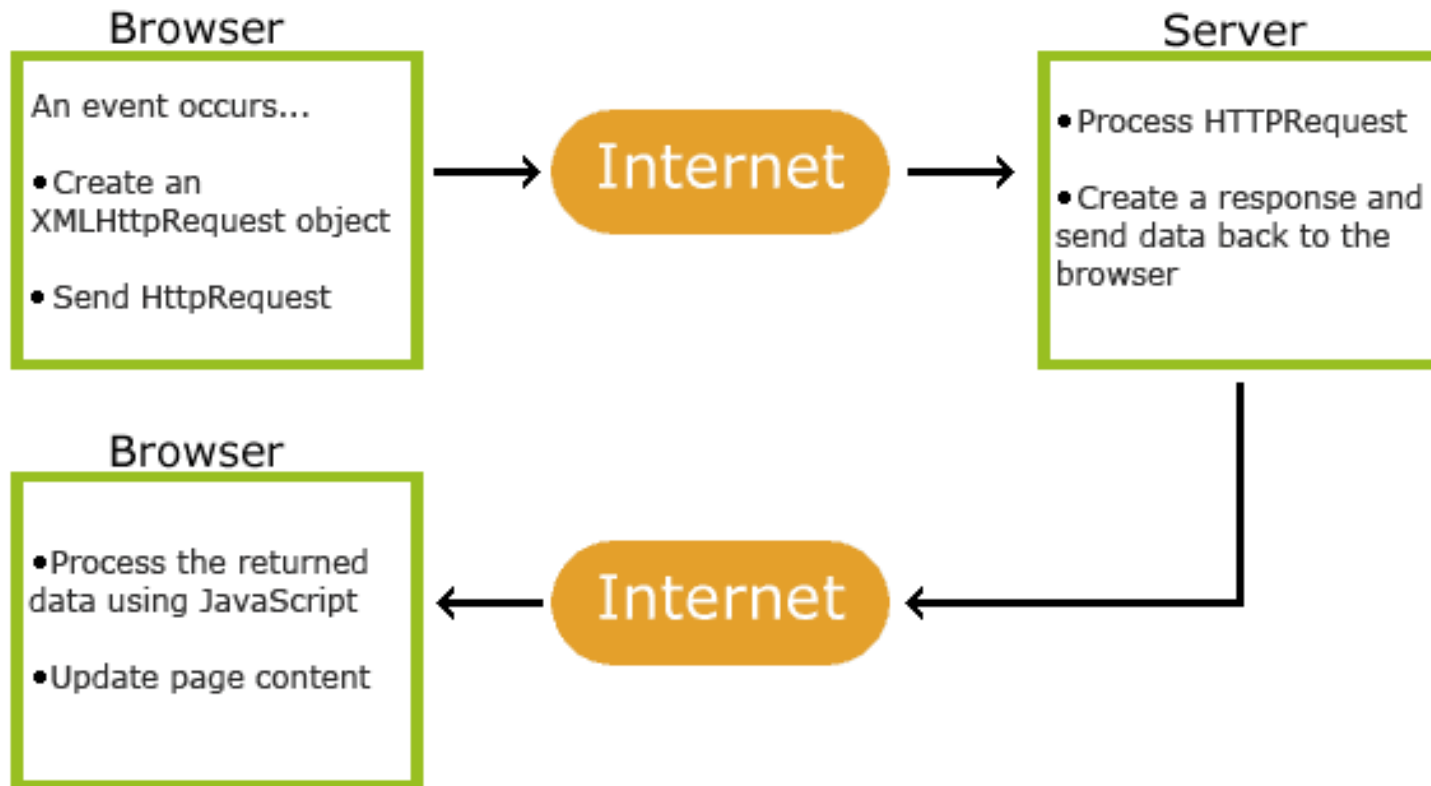 Browser
An event occurs...
•Create an
XMLHttpRequest object
•Send HttpRequest
Internet
Server
•Process HTTPRequest
•Create a response and
send data back to the
browser
Browser
•Process the returned
data using JavaScript
•Update page content
Internet